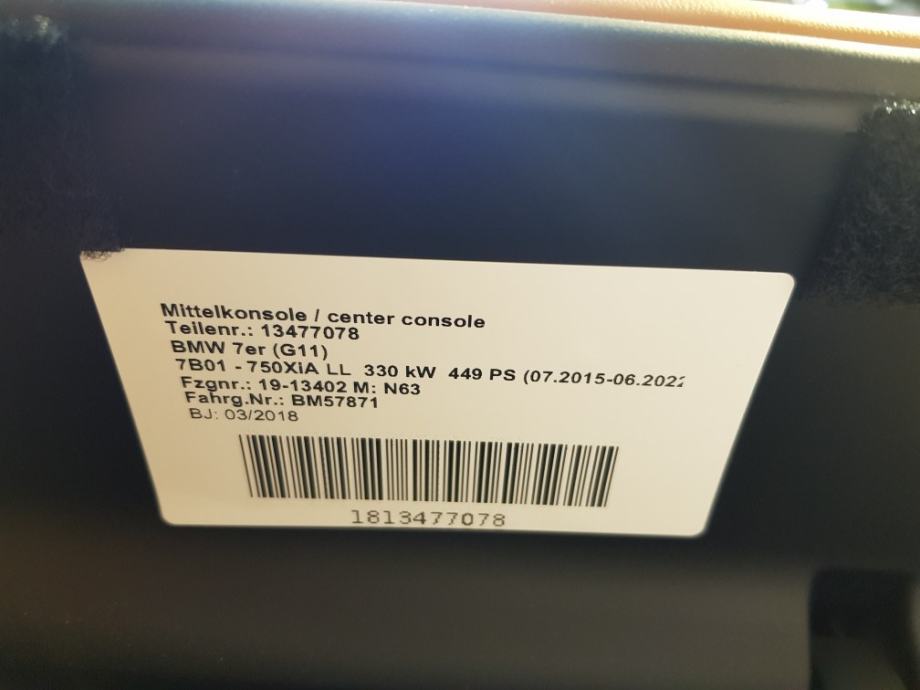 Mittelkonsole / center console
Teilenr.: 13477078
BMW 7er (G11)
7B01 - 750XiA LL 330 kW 449 PS (07.2015-06.2022
Fzgnr.: 19-13402 M: N63
Fahrg.Nr.: BM57871
BJ: 03/2018
1813477078